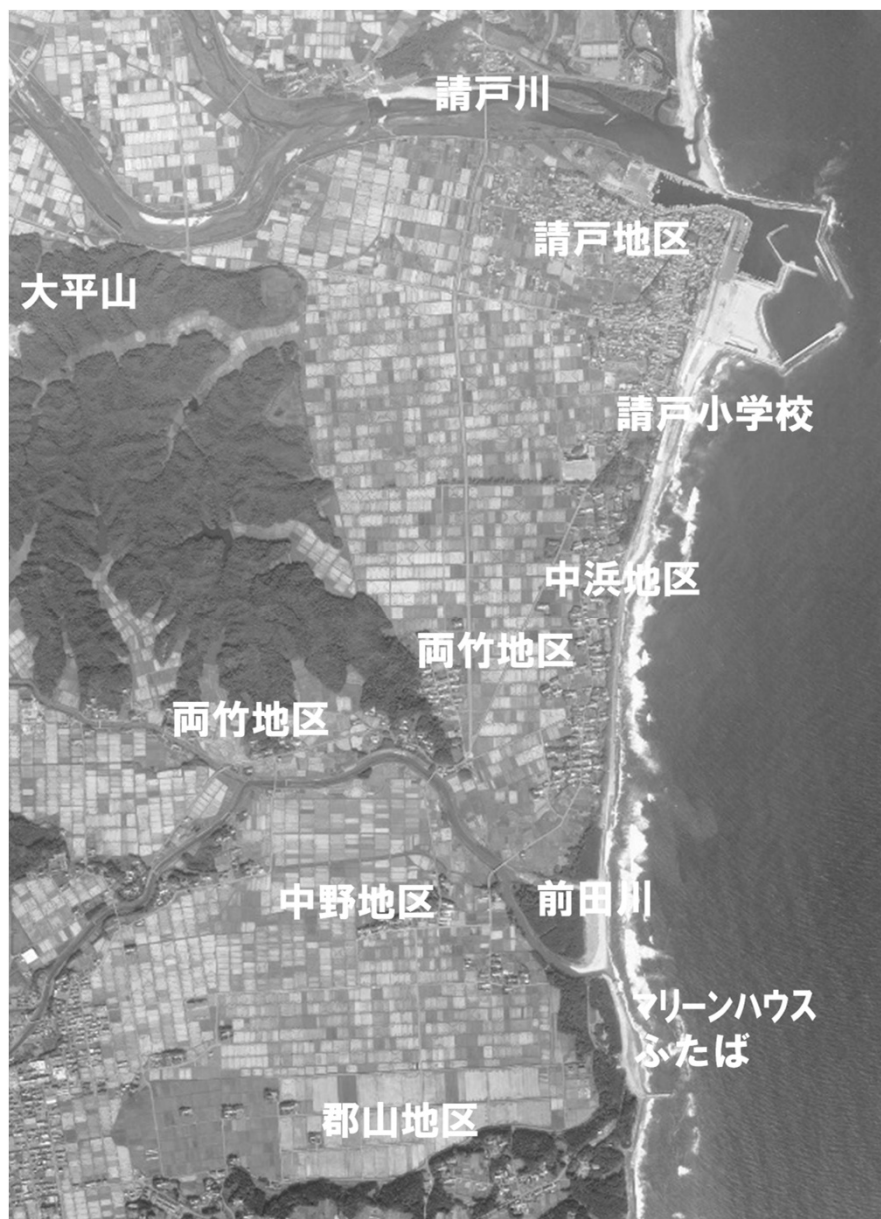 請戸川
請戸地区
大平山
請戸小学校
中浜地区
両竹地区
両竹地区
中野地区
前田川
マリーンハウス
ふたば
郡山地区